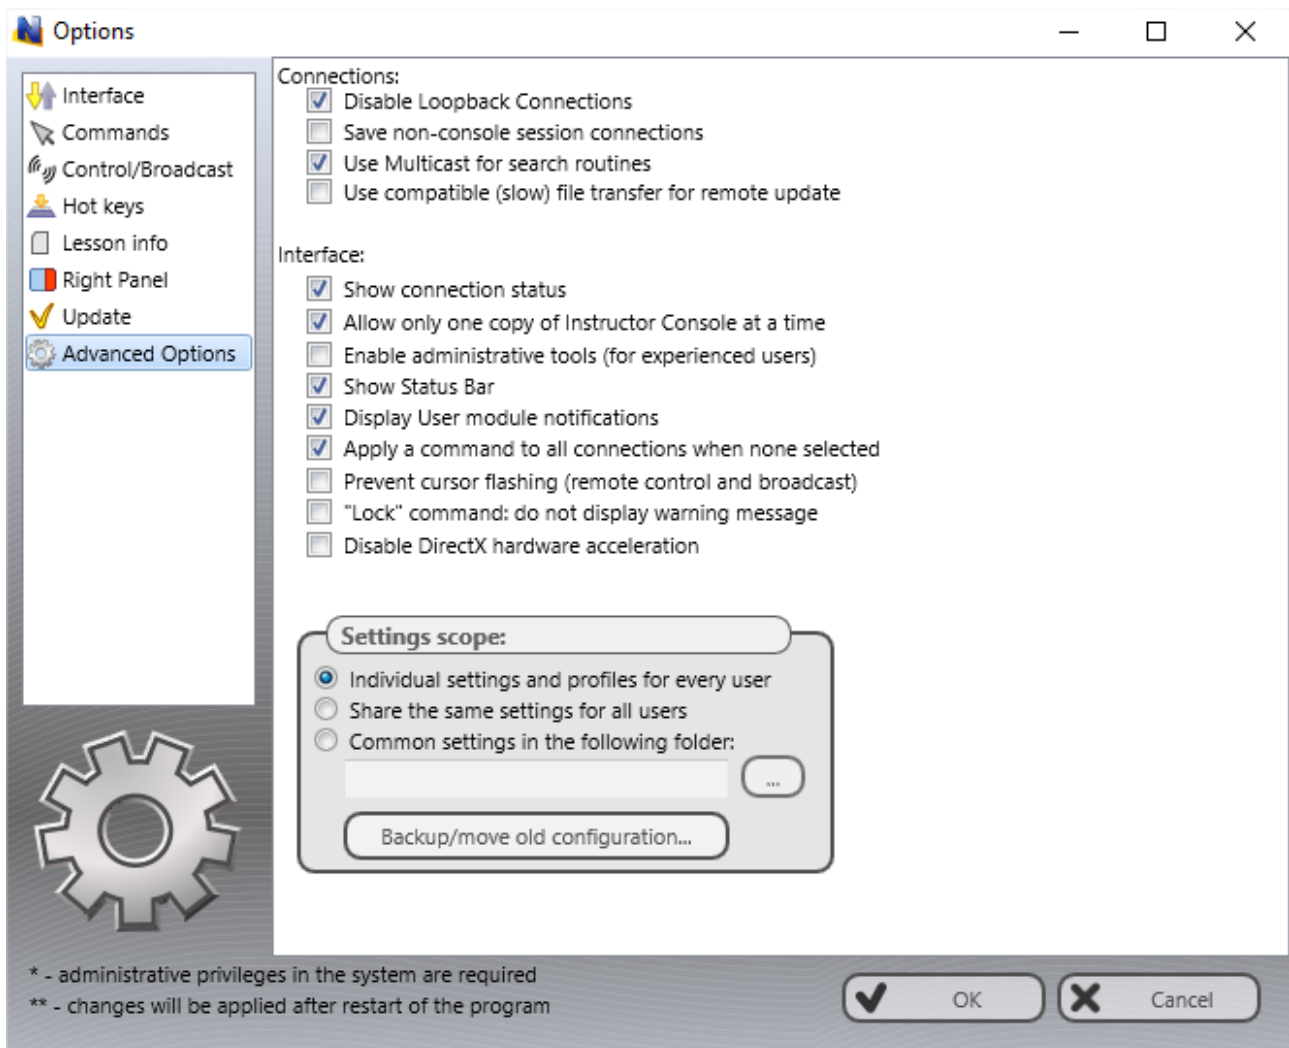 Options
Interface
Commands
Control/Broadcast
Hot keys
Lesson info
Right Panel
Update
Advanced Options
Connections:
Disable Loopback Connections
Save non-console session connections
Use Multicast for search routines
Use compatible (slow) file transfer for remote update
Interface:
Show connection status
Allow only one copy of Instructor Console at a time
Enable administrative tools (for experienced users)
Show Status Bar
Display User module notifications
Apply a command to all connections when none selected
Prevent cursor flashing (remote control and broadcast)
"Lock" command: do not display warning message
Disable DirectX hardware acceleration
Settings scope:
Individual settings and profiles for every user
Share the same settings for all users
Common settings in the following folder:
...
Backup/move old configuration...
* - administrative privileges in the system are required
** - changes will be applied after restart of the program
OK
Cancel